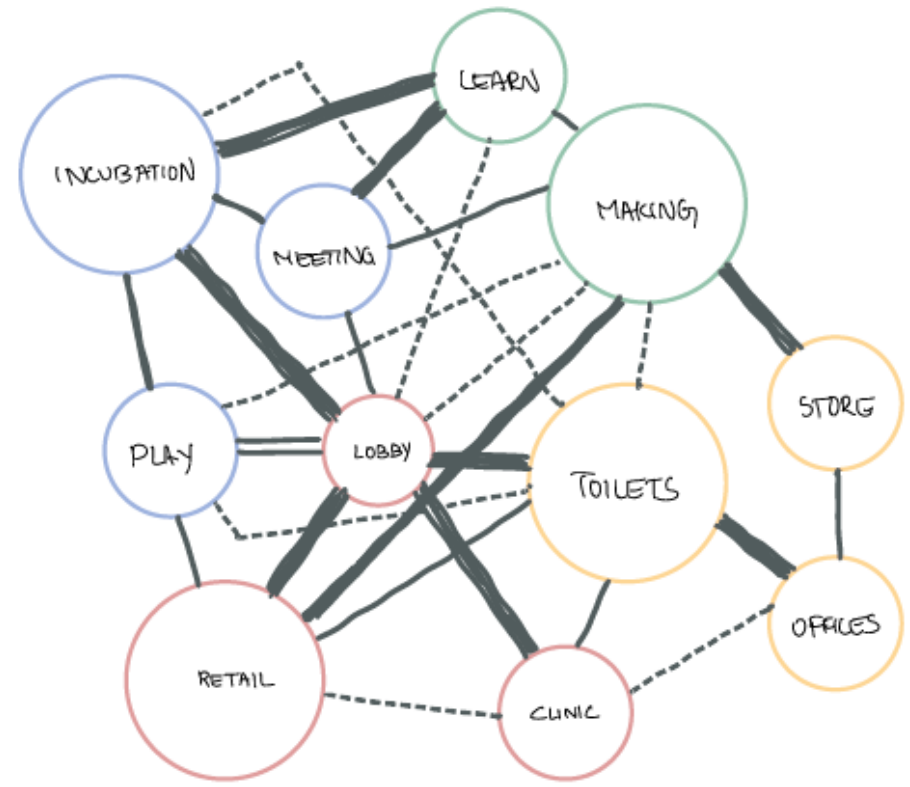 LEARN
INCUBATION
MAKING
MEETING
STORE
PLAY
LOBBY
TOILETS
OFFICES
RETAIL
CLINIC